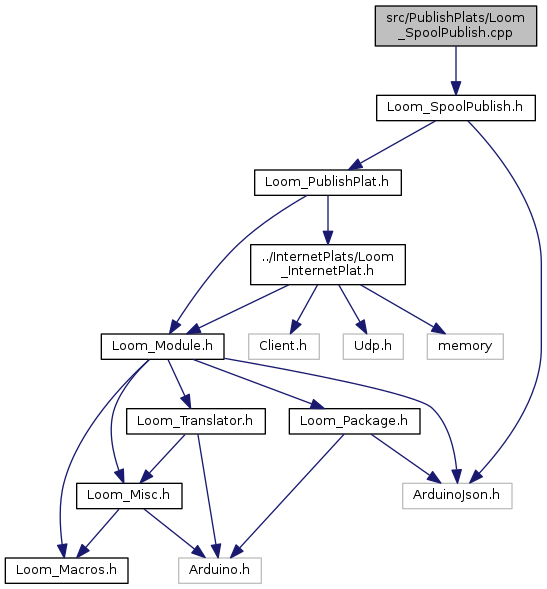 src/PublishPlats/Loom
_SpoolPublish.cpp
Loom_SpoolPublish.h
Loom_PublishPlat.h
../InternetPlats/Loom
_InternetPlat.h
Loom_Module.h
Client.h
Udp.h
memory
Loom_Translator.h
Loom_Package.h
Loom_Misc.h
ArduinoJson.h
Loom_Macros.h
Arduino.h